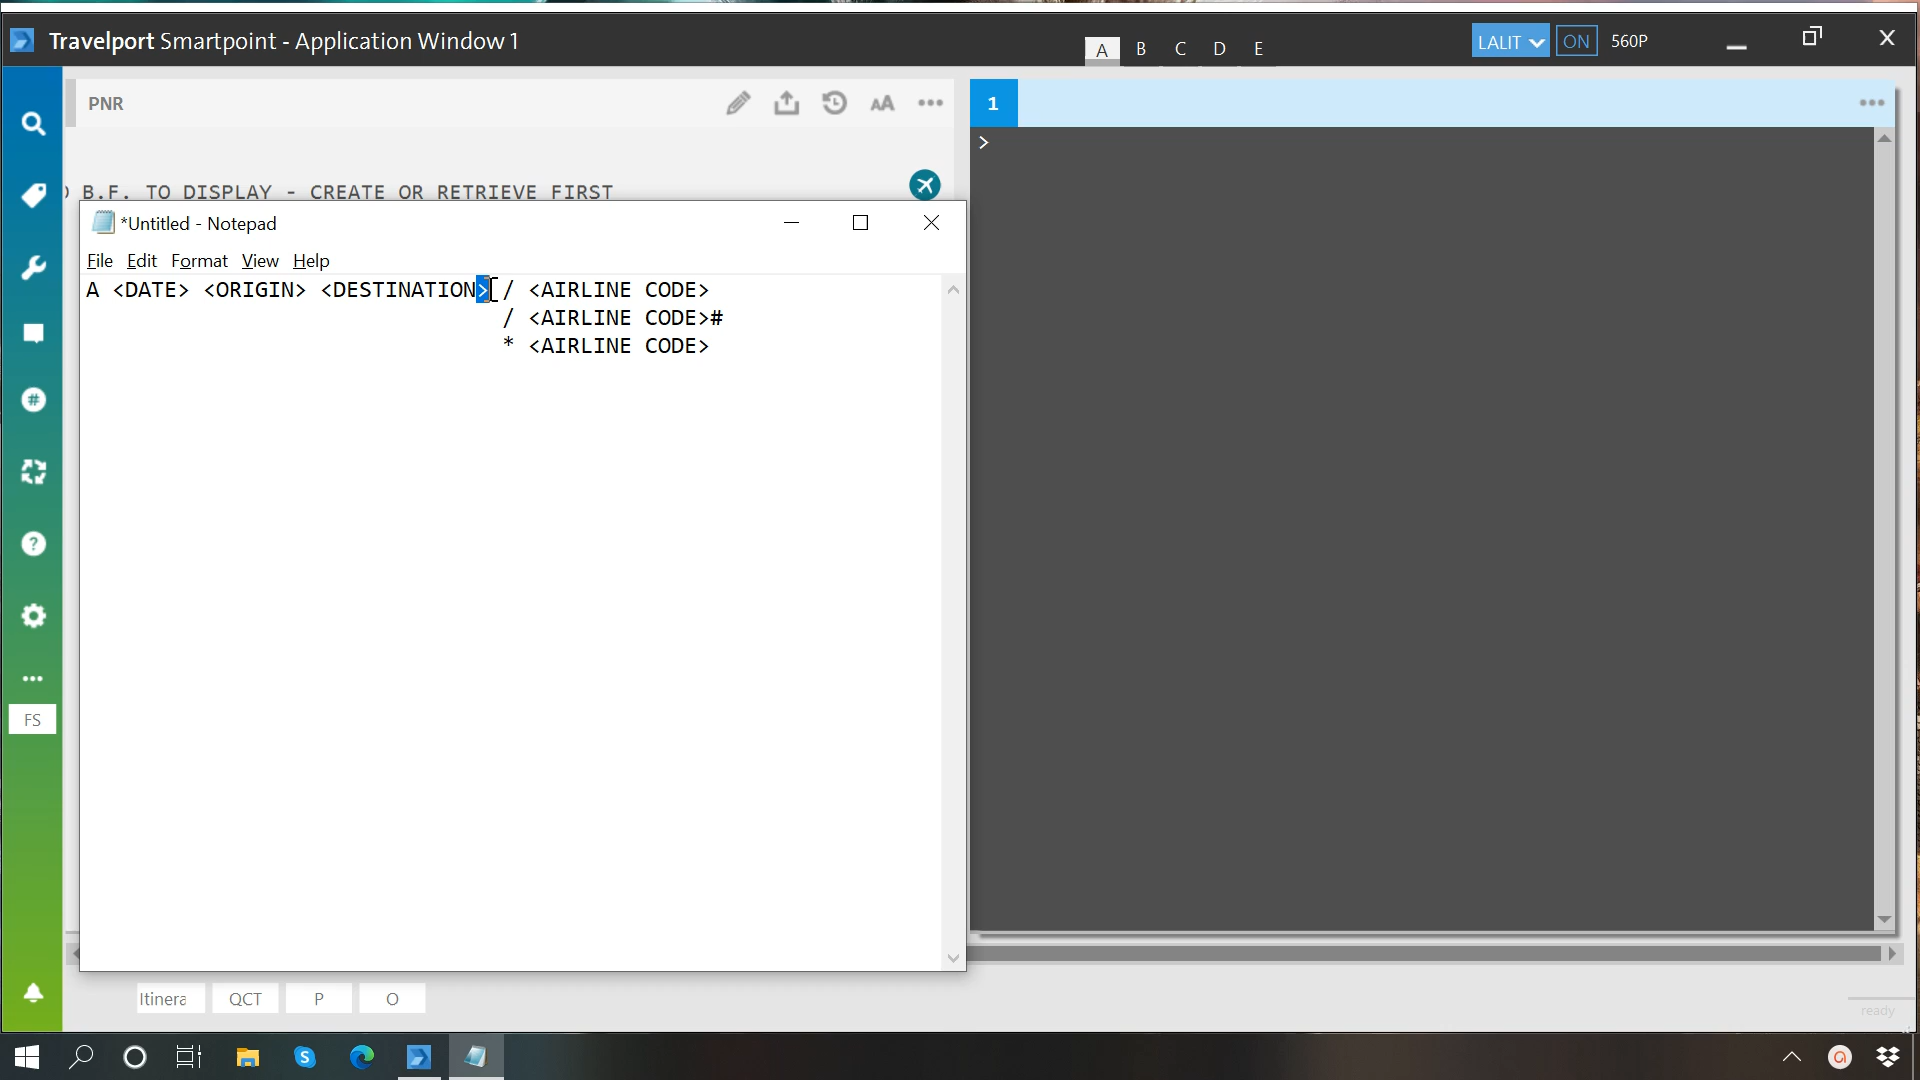 Travelport Smartpoint - Application Window 1
A B C D E
LALIT ON 560P
PNR
AA
1
>
B.F. TO DISPLAY - CREATE OR RETRIEVE FIRST
*Untitled - Notepad
File Edit Format View Help
A <DATE> <ORIGIN> <DESTINATION> / <AIRLINE CODE>
/ <AIRLINE CODE>#
* <AIRLINE CODE>
#
?
FS
Itinera QCT P O
ready